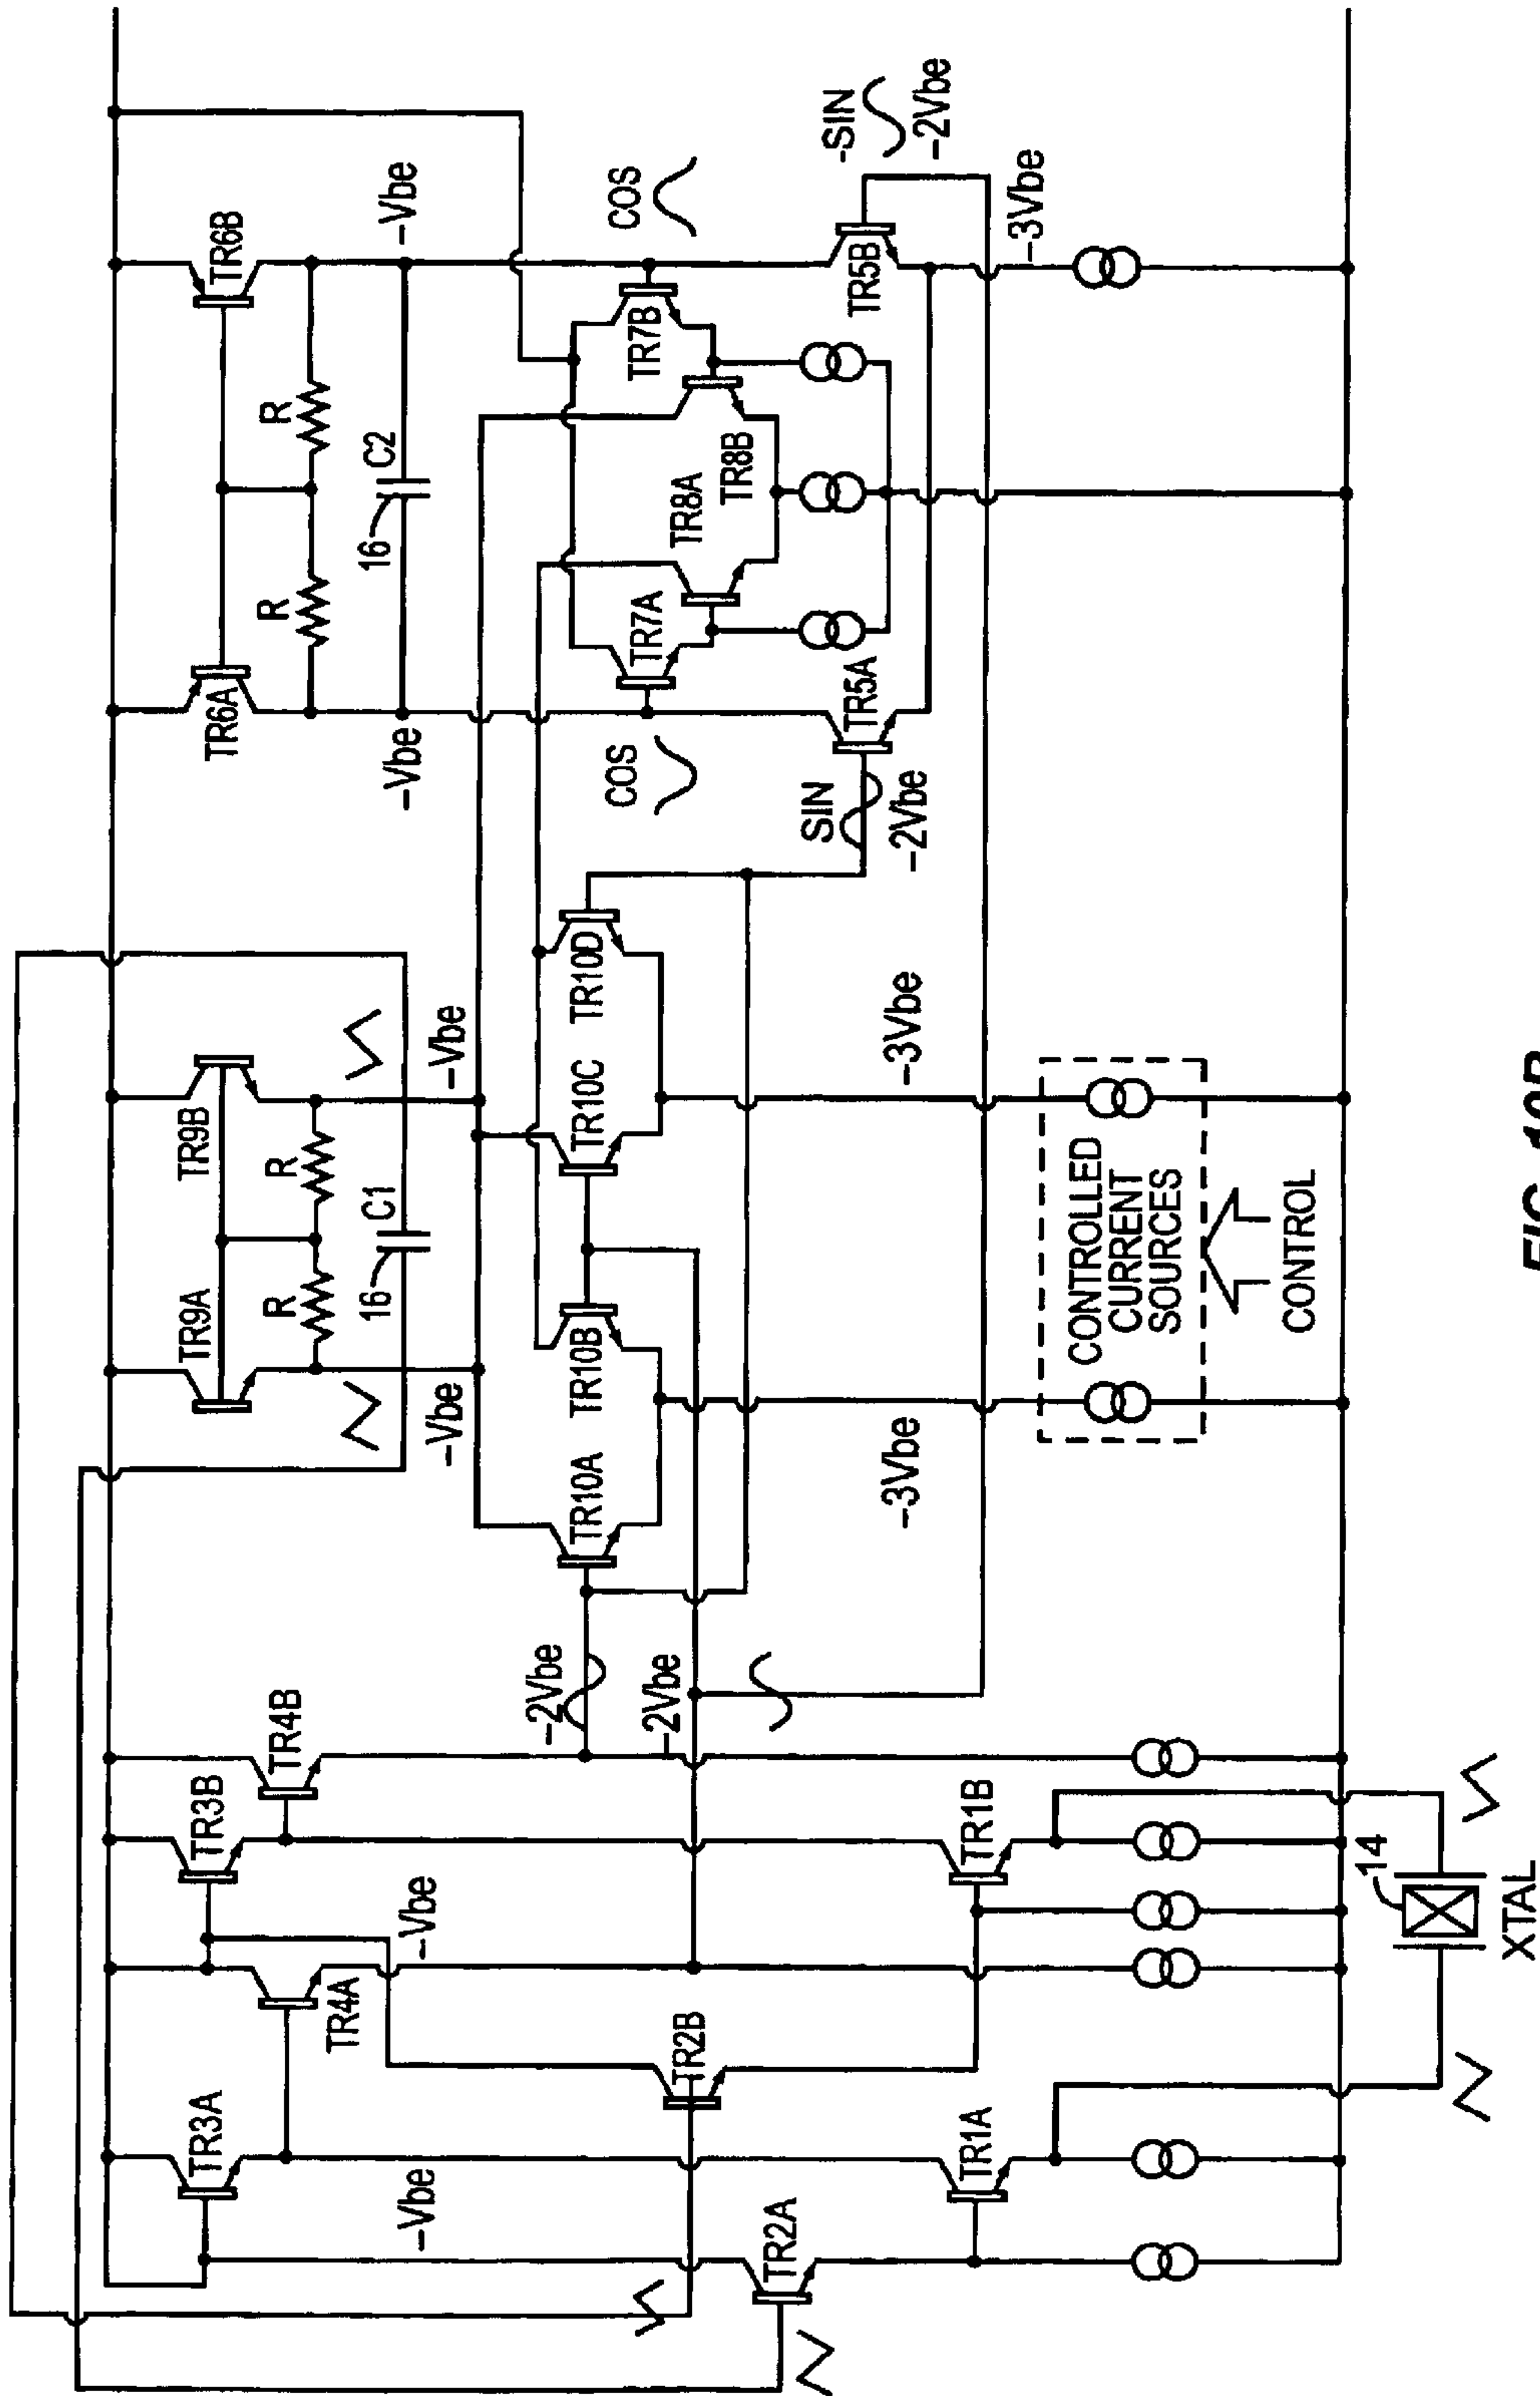 TR3A
TR3B
TR9A
TR9B
TR6A
TR6B
TR4A
TR4B
R
R
R
R
16
C1
16
C2
–Vbe
–Vbe
–Vbe
–Vbe
–Vbe
–Vbe
–2Vbe
TR10A
TR10B
TR10C
TR10D
COS
COS
TR7A
TR7B
–2Vbe
TR2B
TR8A
TR8B
TR2A
SIN
-SIN
TR5A
TR5B
–2Vbe
–2Vbe
–3Vbe
–3Vbe
–3Vbe
TR1A
TR1B
CONTROLLED
CURRENT
SOURCES
CONTROL
14
XTAL
FIG. 10B